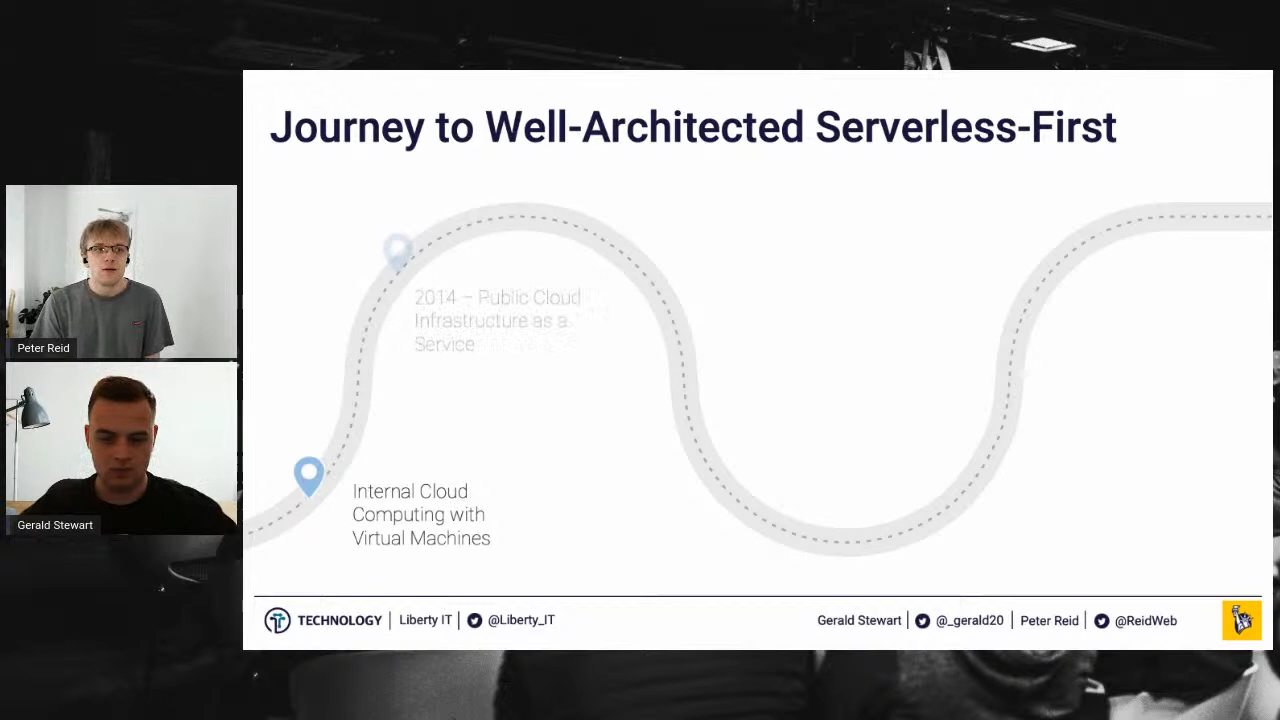 Journey to Well-Architected Serverless-First
2014 – Public Cloud
Infrastructure as a
Service
Internal Cloud
Computing with
Virtual Machines
Peter Reid
Gerald Stewart
TECHNOLOGY | Liberty IT | @Liberty_IT
Gerald Stewart | @_gerald20 | Peter Reid | @ReidWeb